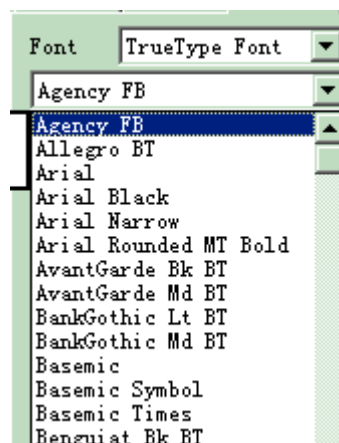 Font TrueType Font
Agency FB
Agency FB
Allegro BT
Arial
Arial Black
Arial Narrow
Arial Rounded MT Bold
AvantGarde Bk BT
AvantGarde Md BT
BankGothic Lt BT
BankGothic Md BT
Basemic
Basemic Symbol
Basemic Times
Benguiat Bk BT